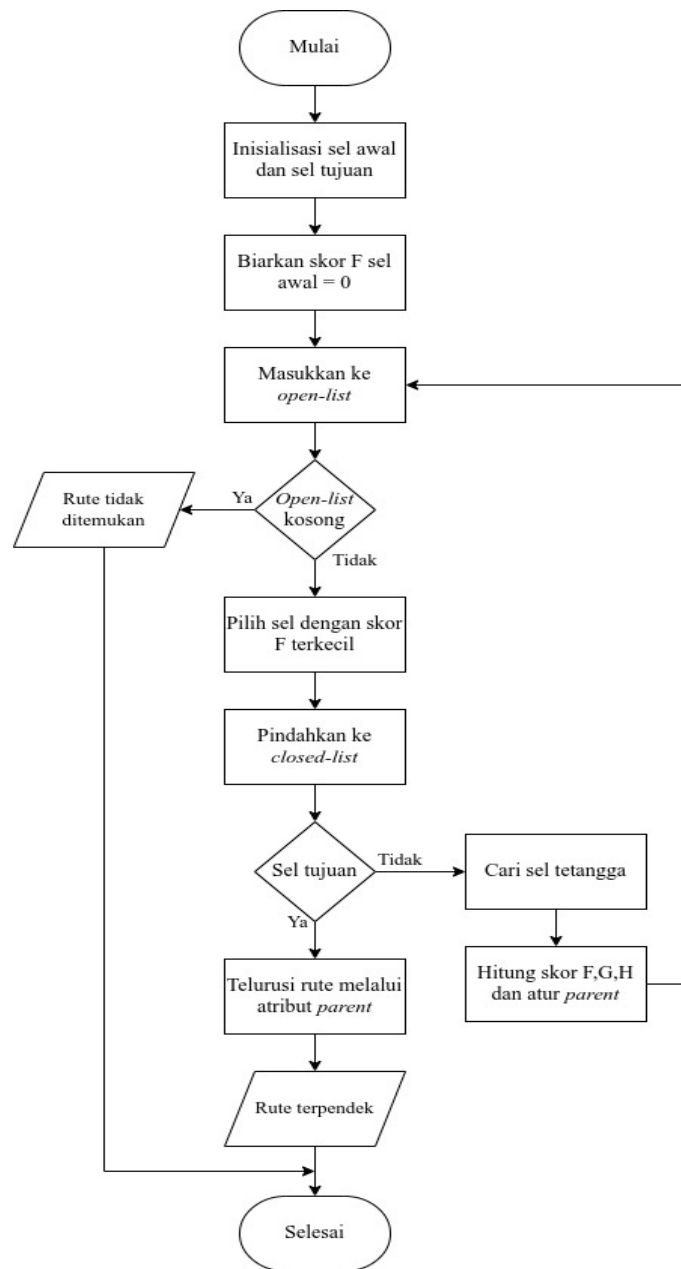 Mulai
Inisialisasi sel awal
dan sel tujuan
Biarkan skor F sel
awal = 0
Masukkan ke
open-list
Open-list
kosong
Ya
Rute tidak
ditemukan
Tidak
Pilih sel dengan skor
F terkecil
Pindahkan ke
closed-list
Sel tujuan
Tidak
Cari sel tetangga
Hitung skor F,G,H
dan atur parent
Ya
Telurusi rute melalui
atribut parent
Rute terpendek
Selesai